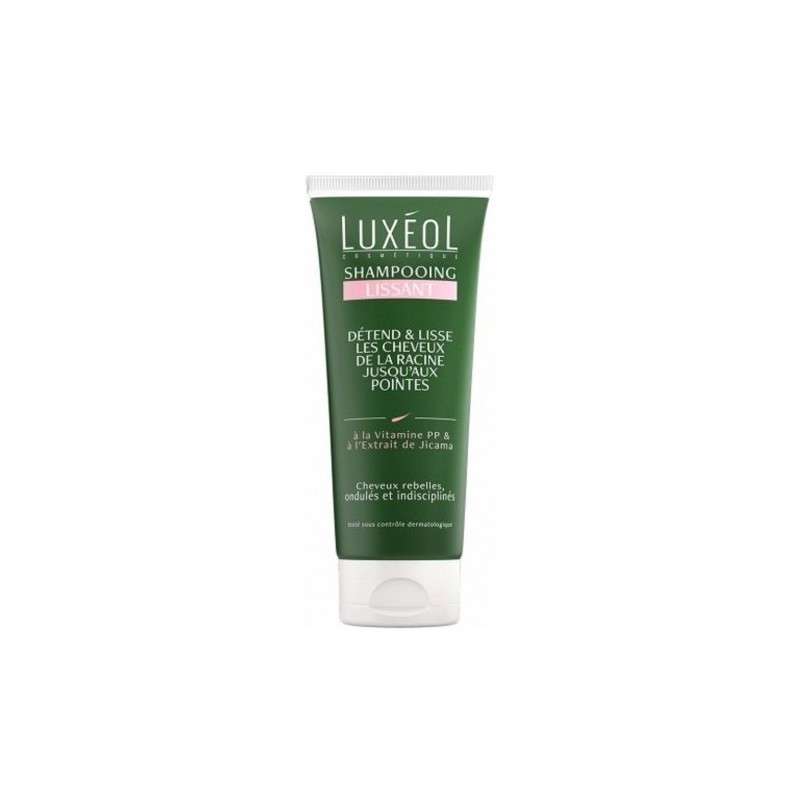 LUXÉOL
COSMÉTIQUE
SHAMPOOING
LISSANT
DÉTEND & LISSE
LES CHEVEUX
DE LA RACINE
JUSQU'AUX
POINTES
à la Vitamine PP &
à l'Extrait de Jicama
Cheveux rebelles,
ondulés et indisciplinés
testé sous contrôle dermatologique